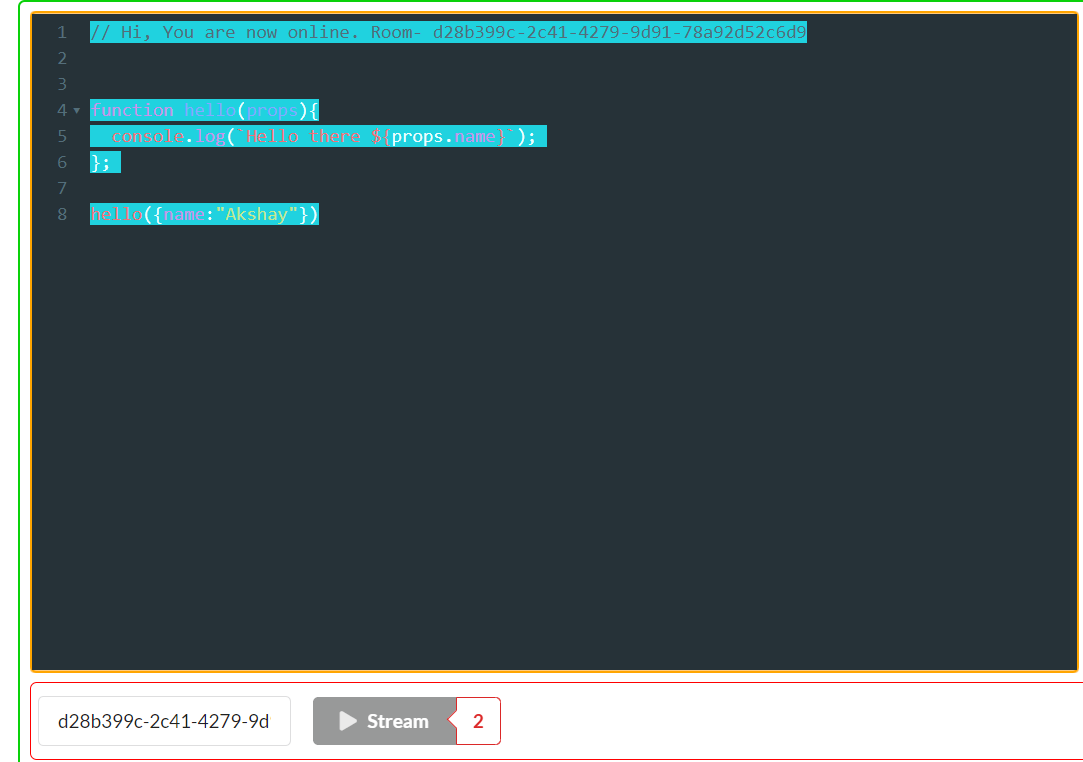 1 // Hi, You are now online. Room- d28b399c-2c41-4279-9d91-78a92d52c6d9
2
3
4 function hello(props){
5   console.log(`Hello there ${props.name}`);
6 };
7
8 hello({name:"Akshay"})
d28b399c-2c41-4279-9d
Stream 2